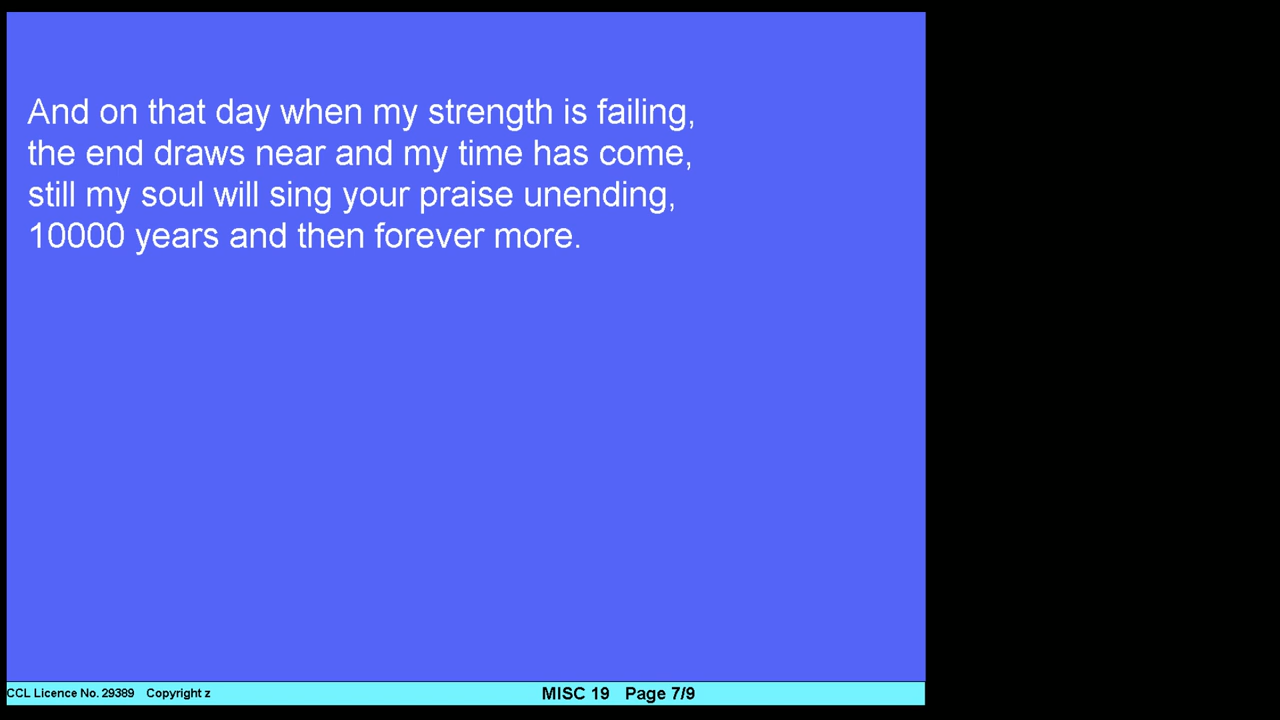 And on that day when my strength is failing,
the end draws near and my time has come,
still my soul will sing your praise unending,
10000 years and then forever more.
CCL Licence No. 29389 Copyright z MISC 19 Page 7/9